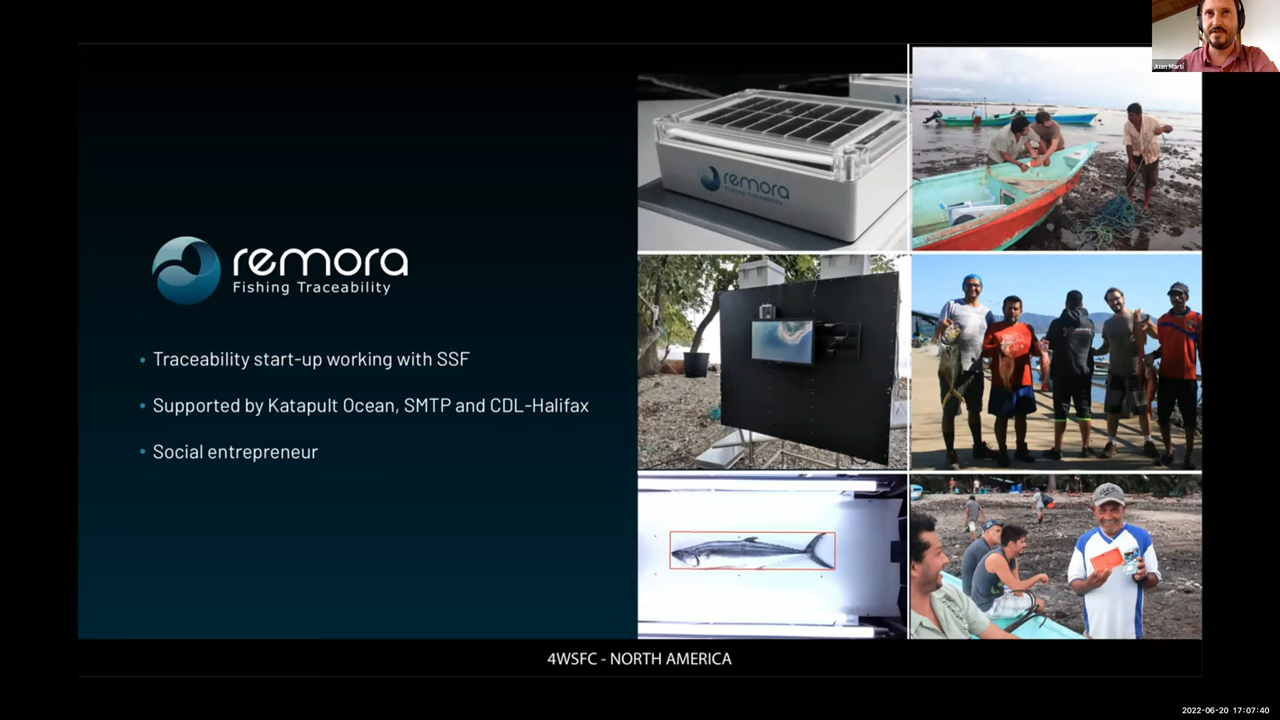 Juan Martí
remora
Fishing Traceability
remora
Fishing Traceability
• Traceability start-up working with SSF
• Supported by Katapult Ocean, SMTP and CDL-Halifax
• Social entrepreneur
4WSFC - NORTH AMERICA
2022-06-20 17:07:40